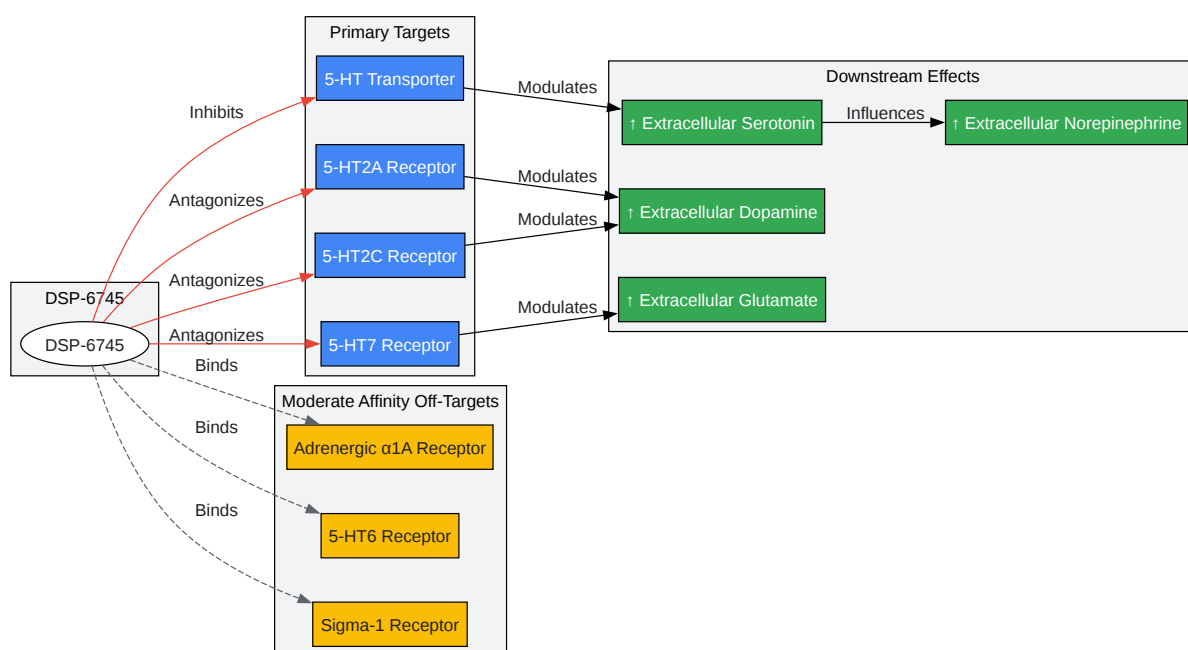 Primary Targets
5-HT Transporter
Modulates
Downstream Effects
↑ Extracellular Serotonin
Influences
↑ Extracellular Norepinephrine
Inhibits
5-HT2A Receptor
Modulates
Antagonizes
↑ Extracellular Dopamine
Modulates
5-HT2C Receptor
Antagonizes
DSP-6745
↑ Extracellular Glutamate
Modulates
Antagonizes
DSP-6745
5-HT7 Receptor
Binds
Moderate Affinity Off-Targets
Binds
Adrenergic α1A Receptor
Binds
5-HT6 Receptor
Sigma-1 Receptor